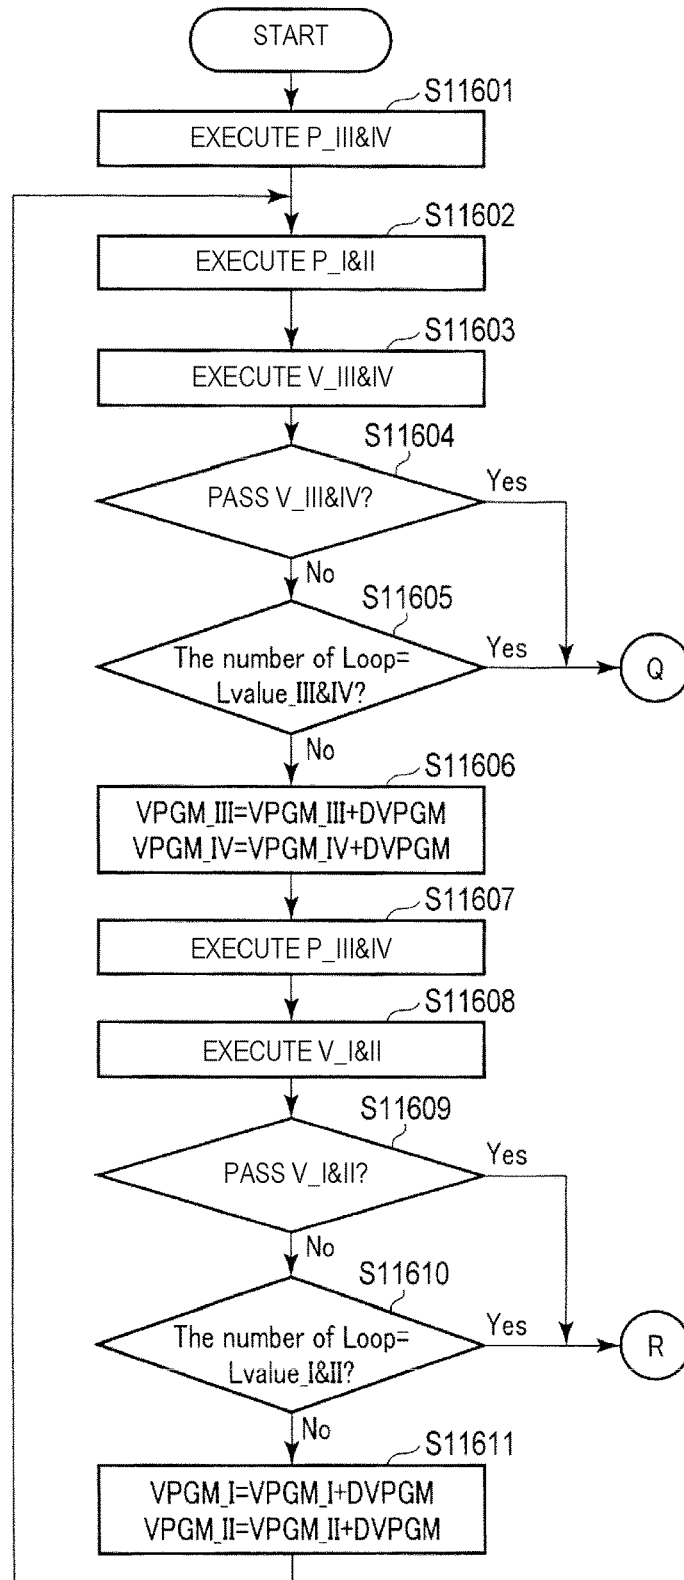 START
S11601
EXECUTE P_III&IV
S11602
EXECUTE P_I&II
S11603
EXECUTE V_III&IV
S11604
PASS V_III&IV?
Yes
No
S11605
The number of Loop=
Lvalue_III&IV?
Yes
Q
No
S11606
VPGM_III=VPGM_III+DVPGM
VPGM_IV=VPGM_IV+DVPGM
S11607
EXECUTE P_III&IV
S11608
EXECUTE V_I&II
S11609
PASS V_I&II?
Yes
No
S11610
The number of Loop=
Lvalue_I&II?
Yes
R
No
S11611
VPGM_I=VPGM_I+DVPGM
VPGM_II=VPGM_II+DVPGM